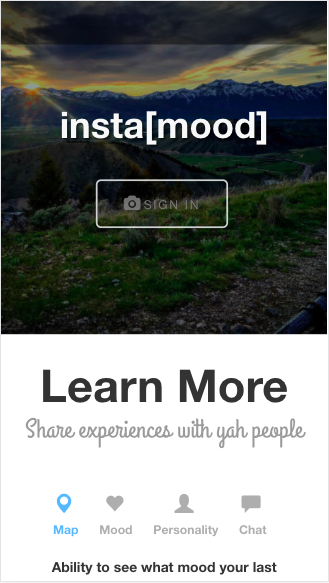 insta[mood]
SIGN IN
Learn More
Share experiences with yah people
Map Mood Personality Chat
Ability to see what mood your last